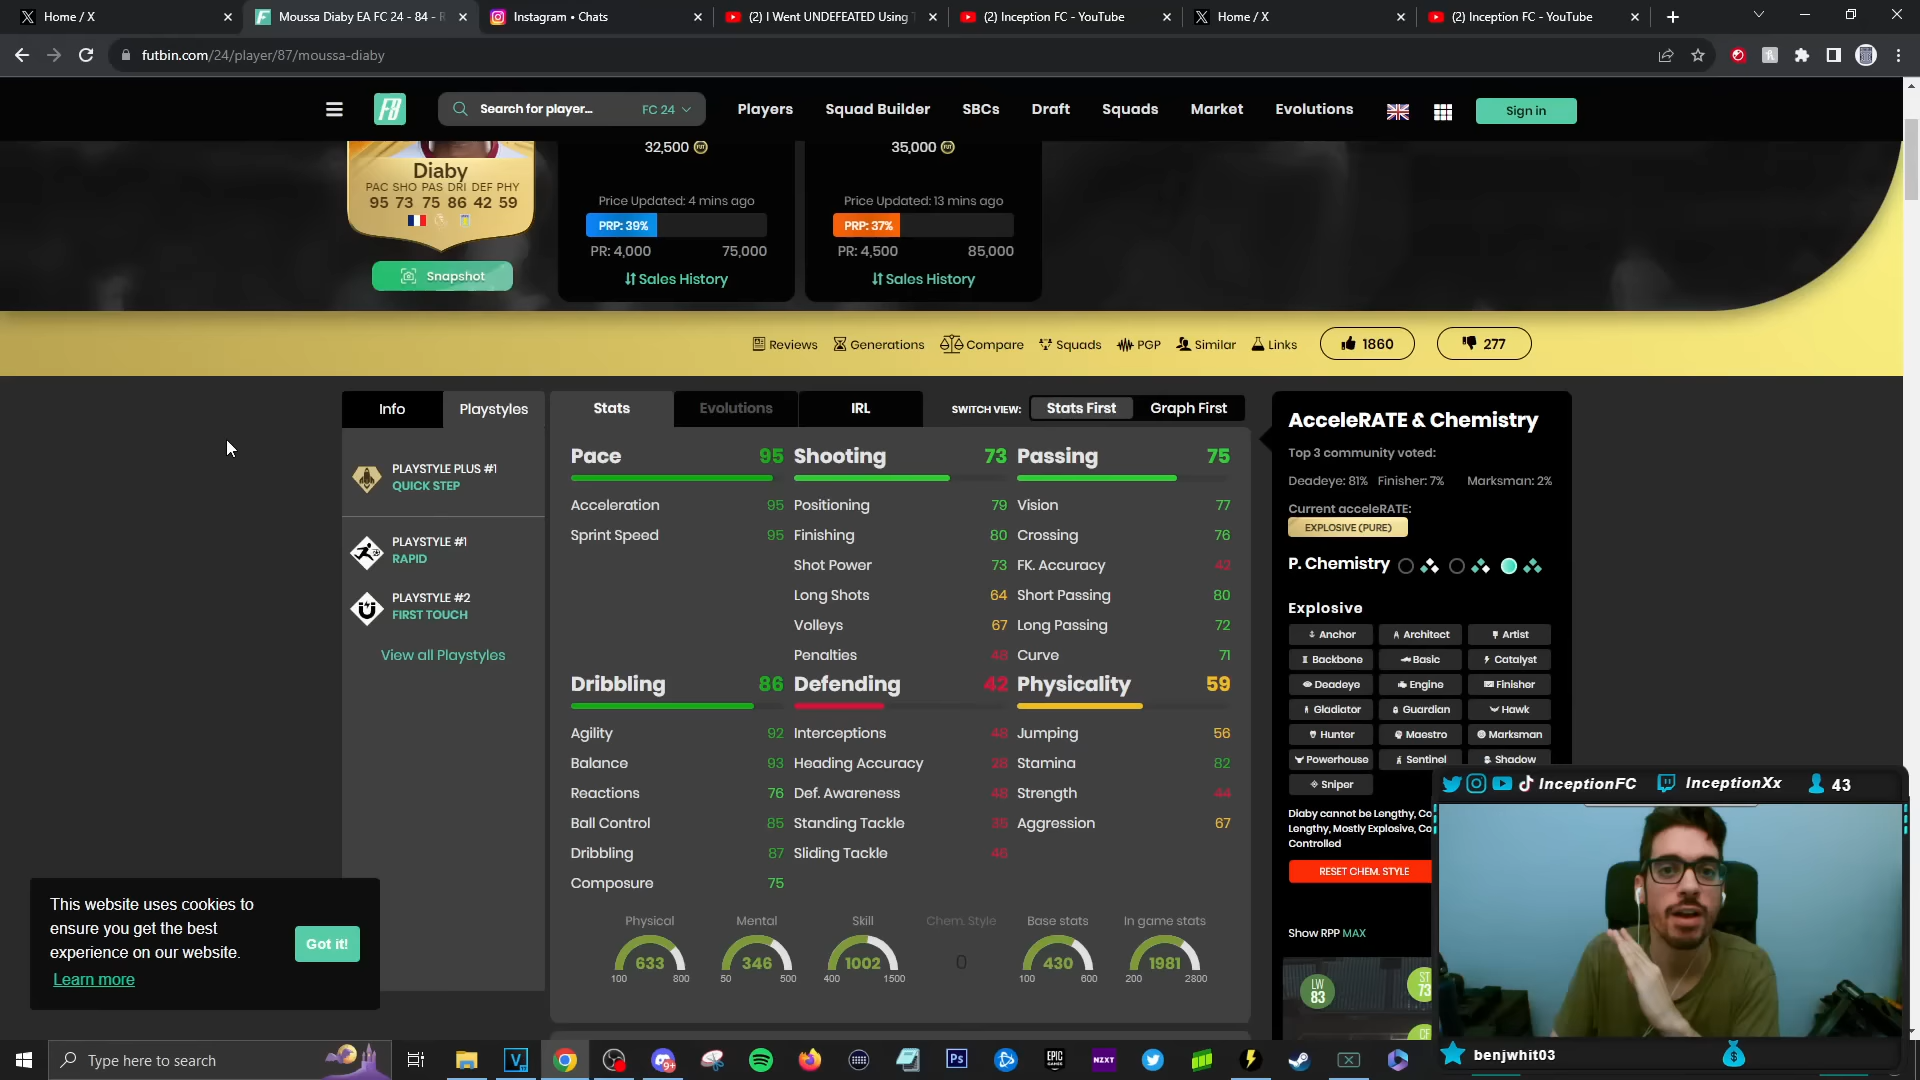 Home / X
Moussa Diaby EA FC 24 - 84 - R
Instagram • Chats
(2) I Went UNDEFEATED Using T
(2) Inception FC - YouTube
Home / X
(2) Inception FC - YouTube
futbin.com/24/player/87/moussa-diaby
Search for player...
FC 24
Players
Squad Builder
SBCs
Draft
Squads
Market
Evolutions
Sign in
Diaby
PAC SHO PAS DRI DEF PHY
95 73 75 86 42 59
Snapshot
32,500
Price Updated: 4 mins ago
PRP: 39%
PR: 4,000 75,000
Sales History
35,000
Price Updated: 13 mins ago
PRP: 37%
PR: 4,500 85,000
Sales History
Reviews Generations Compare Squads PGP Similar Links 1860 277
Info Playstyles
PLAYSTYLE PLUS #1
QUICK STEP
PLAYSTYLE #1
RAPID
PLAYSTYLE #2
FIRST TOUCH
View all Playstyles
Stats Evolutions IRL SWITCH VIEW: Stats First Graph First
Pace 95
Acceleration 95
Sprint Speed 95
Shooting 73
Positioning 79
Finishing 80
Shot Power 73
Long Shots 64
Volleys 67
Penalties 48
Passing 75
Vision 77
Crossing 76
FK. Accuracy 42
Short Passing 80
Long Passing 72
Curve 71
Dribbling 86
Agility 92
Balance 93
Reactions 76
Ball Control 85
Dribbling 87
Composure 75
Defending 42
Interceptions 48
Heading Accuracy 28
Def. Awareness 48
Standing Tackle 35
Sliding Tackle 46
Physicality 59
Jumping 56
Stamina 82
Strength 44
Aggression 67
Physical Mental Skill Chem. Style Base stats In game stats
633 346 1002 0 430 1981
100 800 50 500 400 1500 100 600 200 2800
AcceleRATE & Chemistry
Top 3 community voted:
Deadeye: 81% Finisher: 7% Marksman: 2%
Current acceleRATE:
EXPLOSIVE (PURE)
P. Chemistry
Explosive
Anchor Architect Artist
Backbone Basic Catalyst
Deadeye Engine Finisher
Gladiator Guardian Hawk
Hunter Maestro Marksman
Powerhouse Sentinel Shadow
Sniper
Diaby cannot be Lengthy, Co
Lengthy, Mostly Explosive, Co
Controlled
RESET CHEM. STYLE
Show RPP MAX
LW
83
ST
73
CF
InceptionFC InceptionXx 43
benjwhit03
This website uses cookies to
ensure you get the best
experience on our website.
Learn more
Got it!
Type here to search
9+
Ps
EPIC
GAMES
NZXT